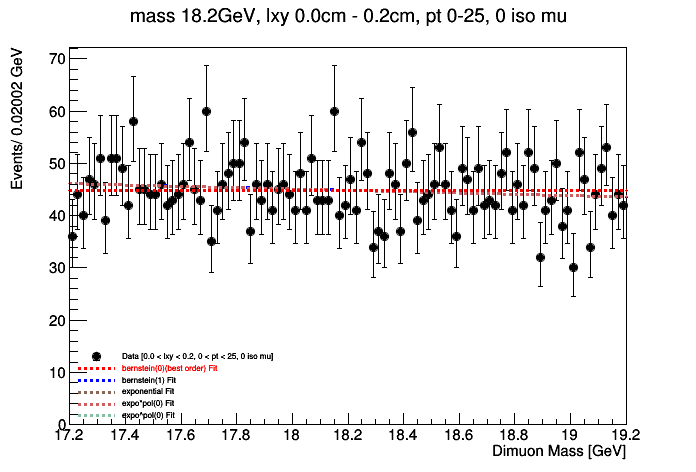 mass 18.2GeV, lxy 0.0cm - 0.2cm, pt 0-25, 0 iso mu
Events/ 0.02002 GeV
70
60
50
40
30
20
10
0
Data [0.0 < lxy < 0.2, 0 < pt < 25, 0 iso mu]
bernstein(0)(best order) Fit
bernstein(1) Fit
exponential Fit
expo*pol(0) Fit
expo^pol(0) Fit
17.2 17.4 17.6 17.8 18 18.2 18.4 18.6 18.8 19 19.2
Dimuon Mass [GeV]